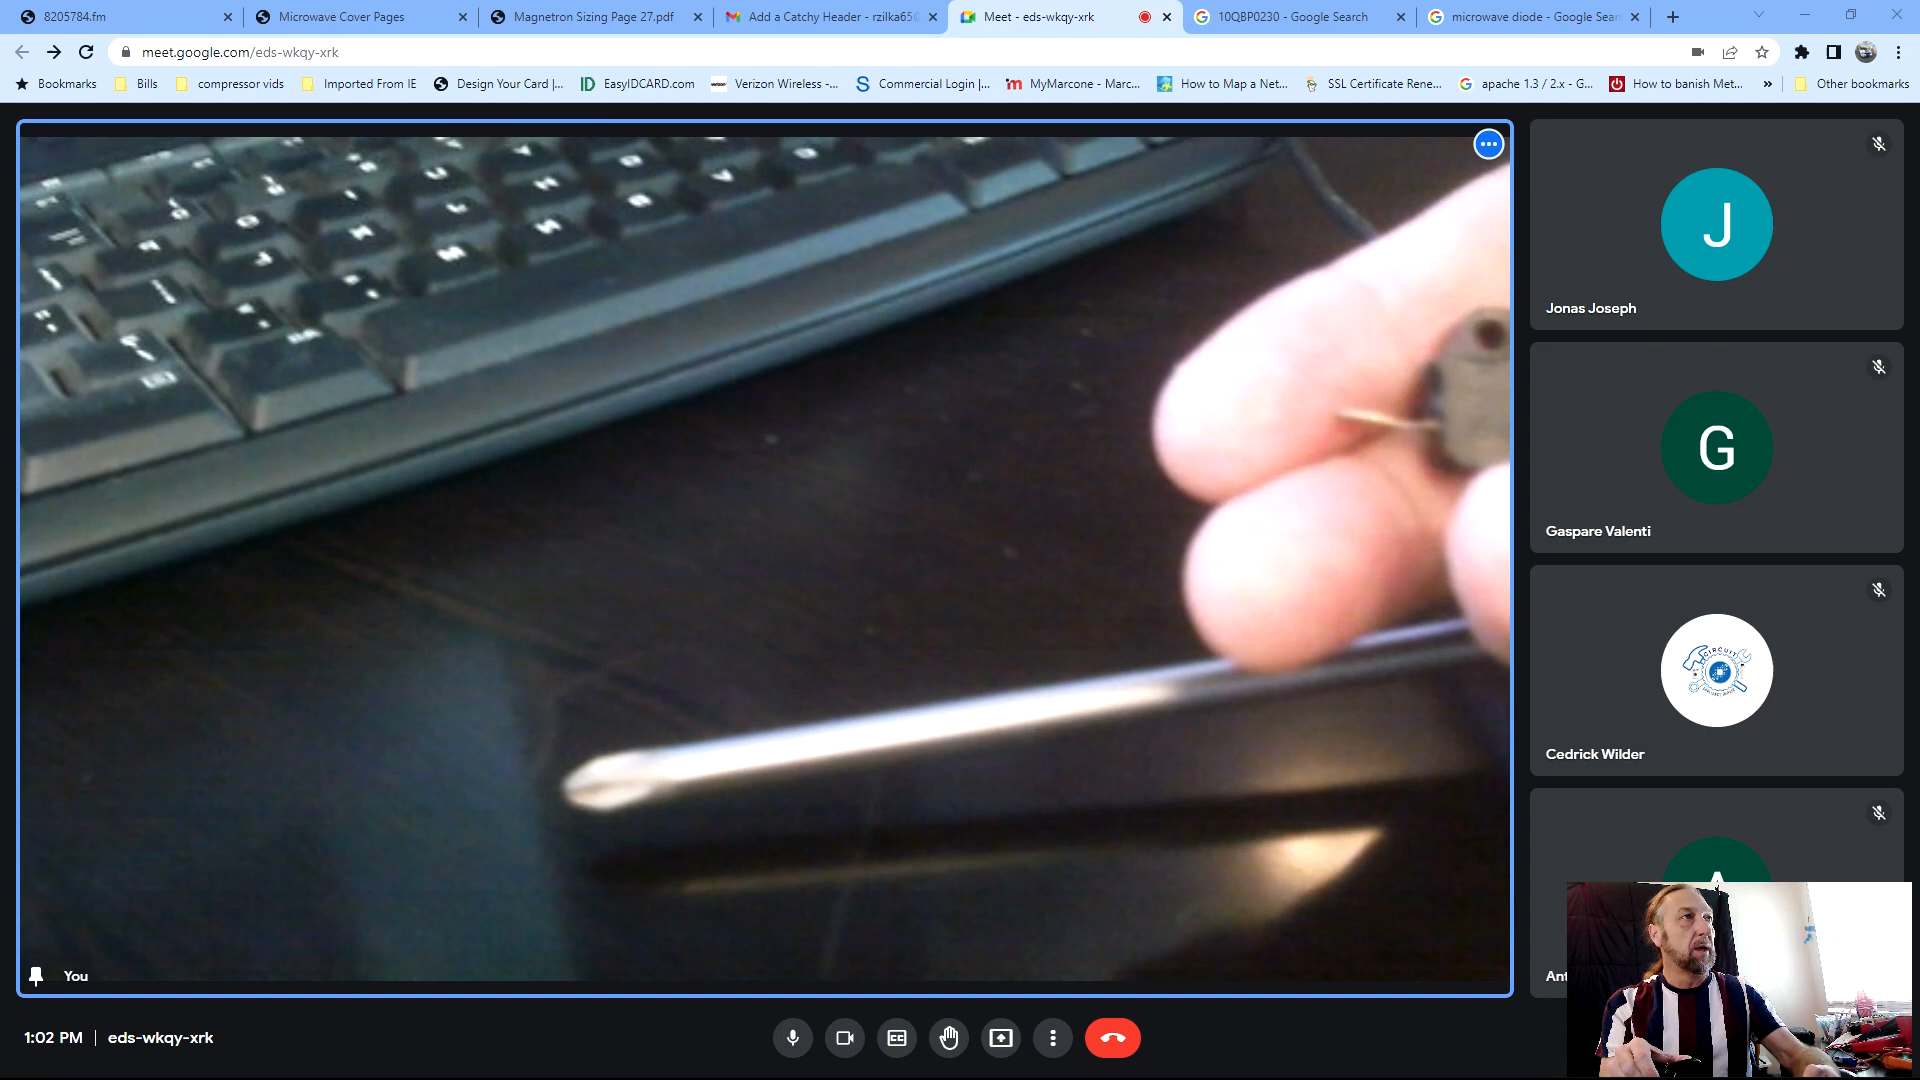 8205784.fm
Microwave Cover Pages
Magnetron Sizing Page 27.pdf
Add a Catchy Header - rzilka65
Meet - eds-wkqy-xrk
10QBP0230 - Google Search
microwave diode - Google Sear
meet.google.com/eds-wkqy-xrk
Bookmarks
Bills
compressor vids
Imported From IE
Design Your Card |...
EasyIDCARD.com
Verizon Wireless -...
Commercial Login |...
MyMarcone - Marc...
How to Map a Net...
SSL Certificate Rene...
apache 1.3 / 2.x - G...
How to banish Met...
»
Other bookmarks
J
Jonas Joseph
G
Gaspare Valenti
CIRCUIT
Cedrick Wilder
Ant
You
1:02 PM | eds-wkqy-xrk